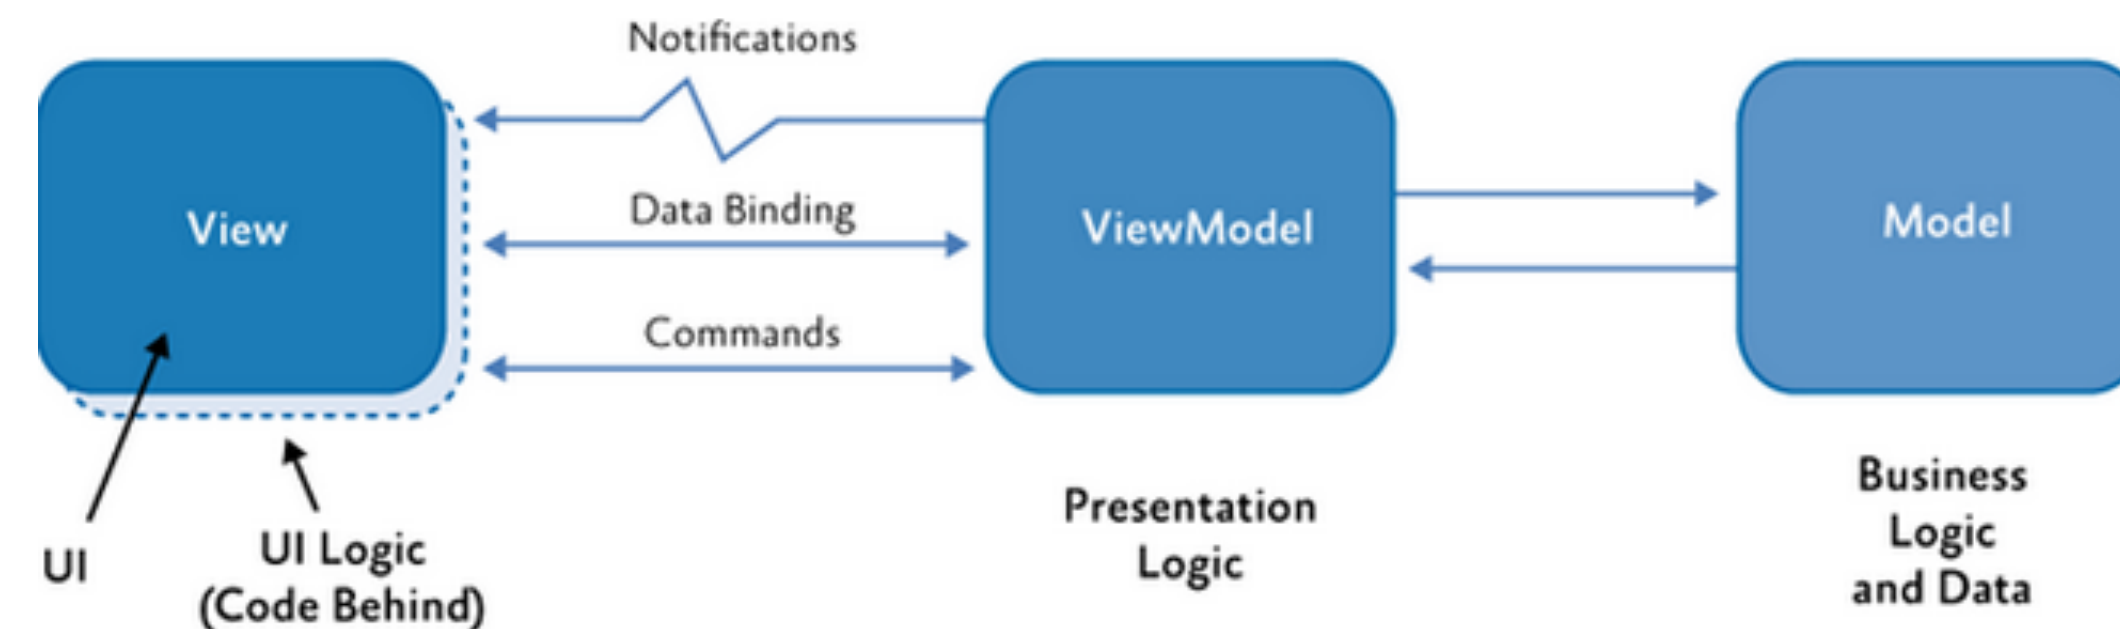 Notifications
View
Data Binding
Commands
ViewModel
Model
UI
UI Logic
(Code Behind)
Presentation
Logic
Business
Logic
and Data